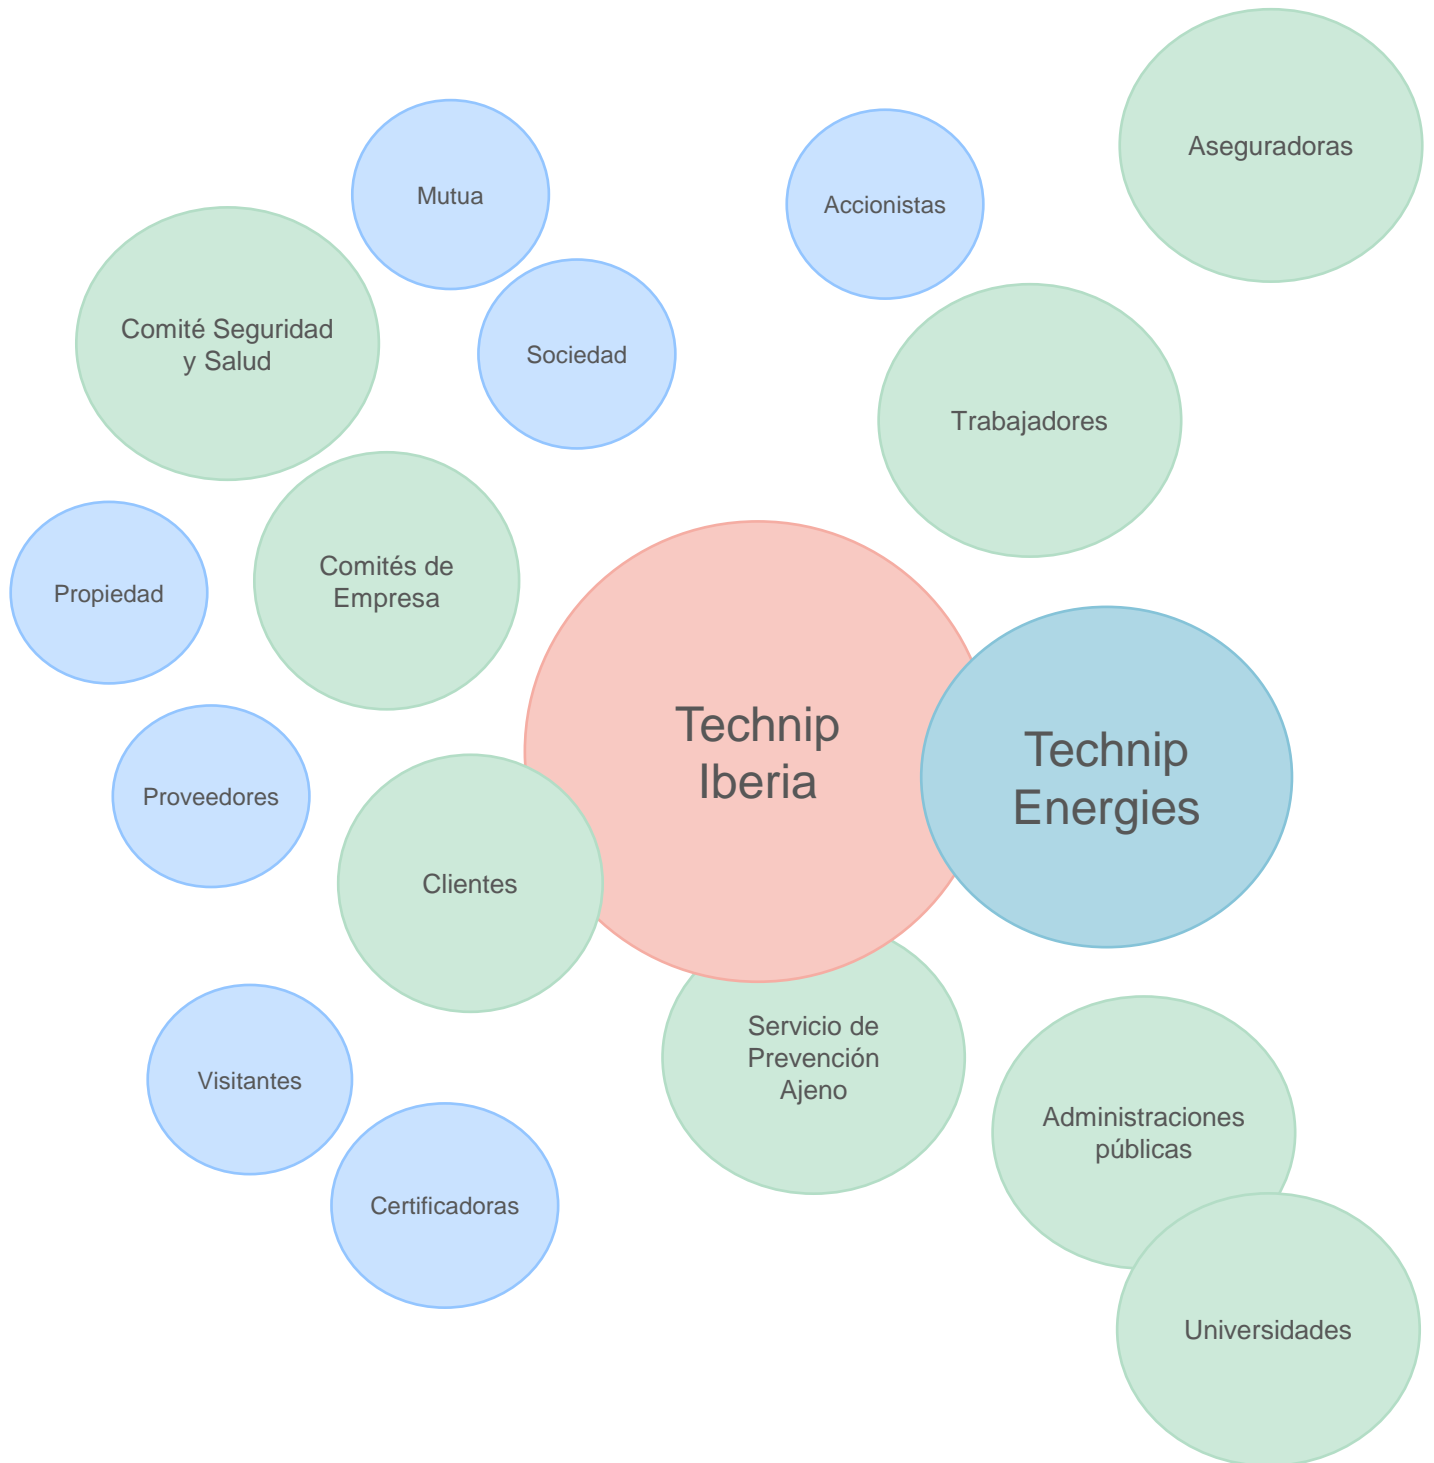 Aseguradoras
Mutua
Accionistas
Comité Seguridad
y Salud
Sociedad
Trabajadores
Comités de
Empresa
Propiedad
Technip
Iberia
Technip
Energies
Proveedores
Clientes
Servicio de
Prevención
Ajeno
Visitantes
Administraciones
públicas
Certificadoras
Universidades